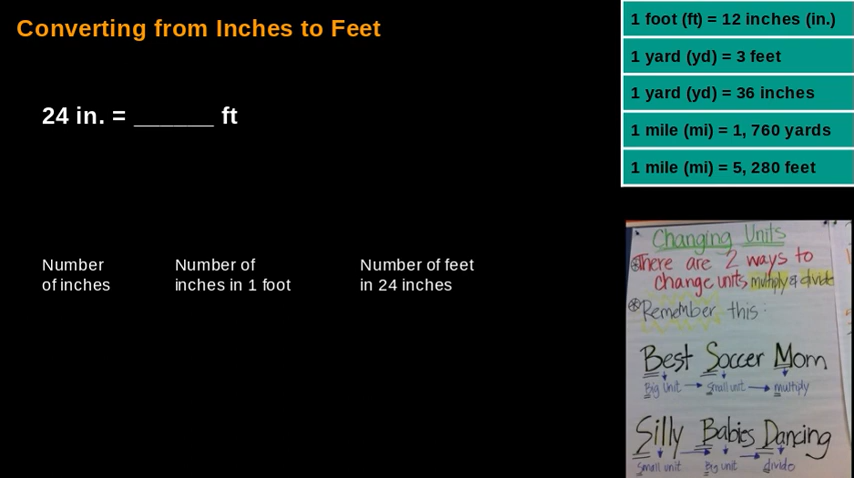 Converting from Inches to Feet
24 in. = ______ ft
Number
of inches
Number of
inches in 1 foot
Number of feet
in 24 inches
1 foot (ft) = 12 inches (in.)
1 yard (yd) = 3 feet
1 yard (yd) = 36 inches
1 mile (mi) = 1, 760 yards
1 mile (mi) = 5, 280 feet
Changing Units
There are 2 ways to
change units, multiply & divide
Remember this:
Best Soccer Mom
Big Unit → Small unit → multiply
Silly Babies Dancing
Small unit → Big unit → divide